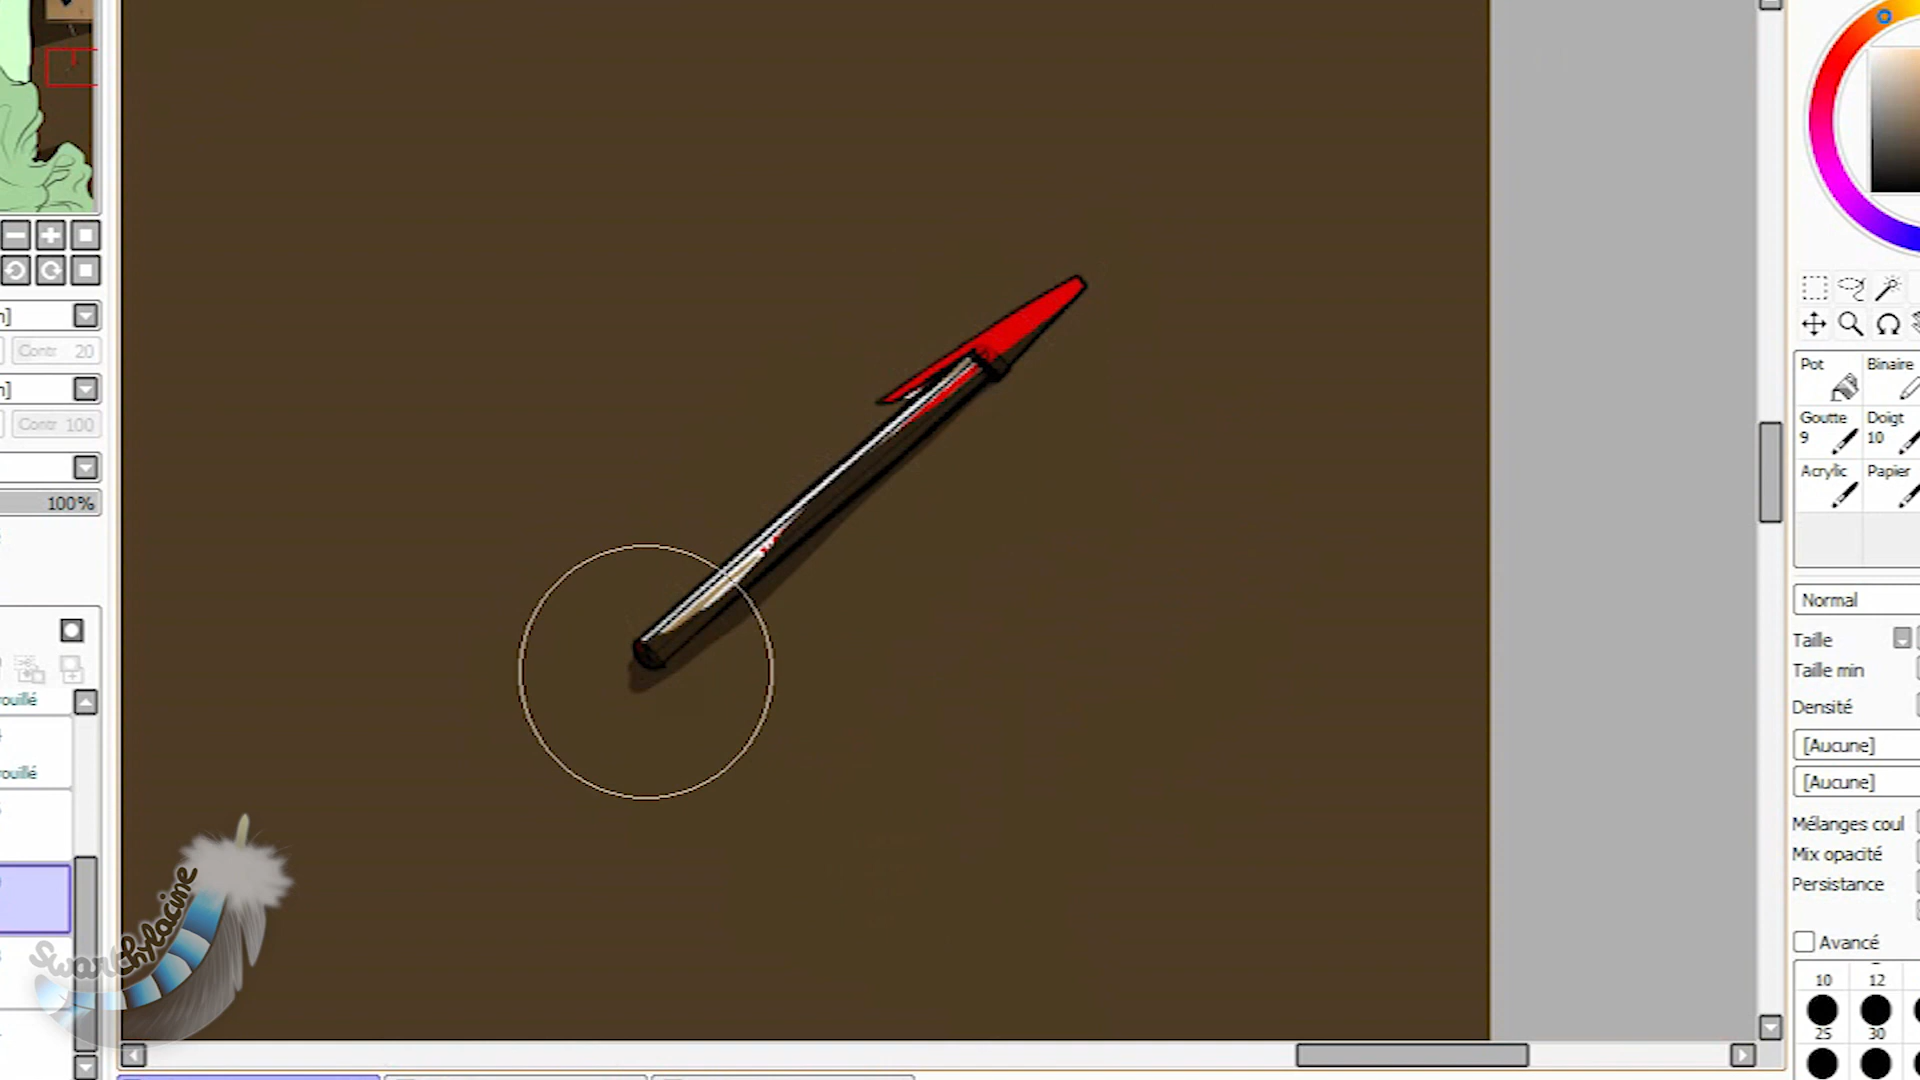 Contr 20
Contr 100
100%
Pot
Binaire
Goutte
9
Doigt
10
Acrylic
Papier
Normal
Taille
Taille min
Densité
[Aucune]
[Aucune]
Mélanges coul
Mix opacité
Persistance
Avancé
10
12
25
30
Swarthylacine